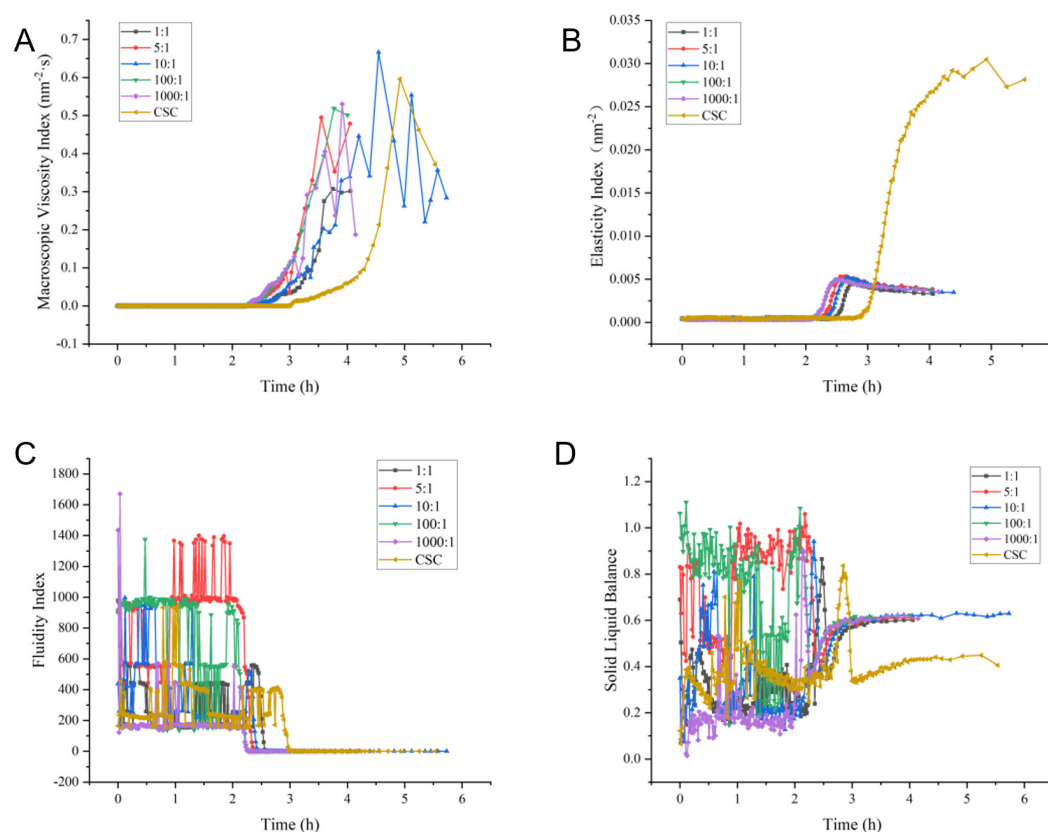 A
1:1
5:1
10:1
100:1
1000:1
CSC
Macroscopic Viscosity Index (nm⁻²·s)
0.7
0.6
0.5
0.4
0.3
0.2
0.1
0.0
-0.1
0 1 2 3 4 5 6
Time (h)
B
1:1
5:1
10:1
100:1
1000:1
CSC
Elasticity Index (nm⁻²)
0.035
0.030
0.025
0.020
0.015
0.010
0.005
0.000
0 1 2 3 4 5
Time (h)
C
1:1
5:1
10:1
100:1
1000:1
CSC
Fluidity Index
1800
1600
1400
1200
1000
800
600
400
200
0
-200
0 1 2 3 4 5 6
Time (h)
D
1:1
5:1
10:1
100:1
1000:1
CSC
Solid Liquid Balance
1.2
1.0
0.8
0.6
0.4
0.2
0.0
0 1 2 3 4 5 6
Time (h)